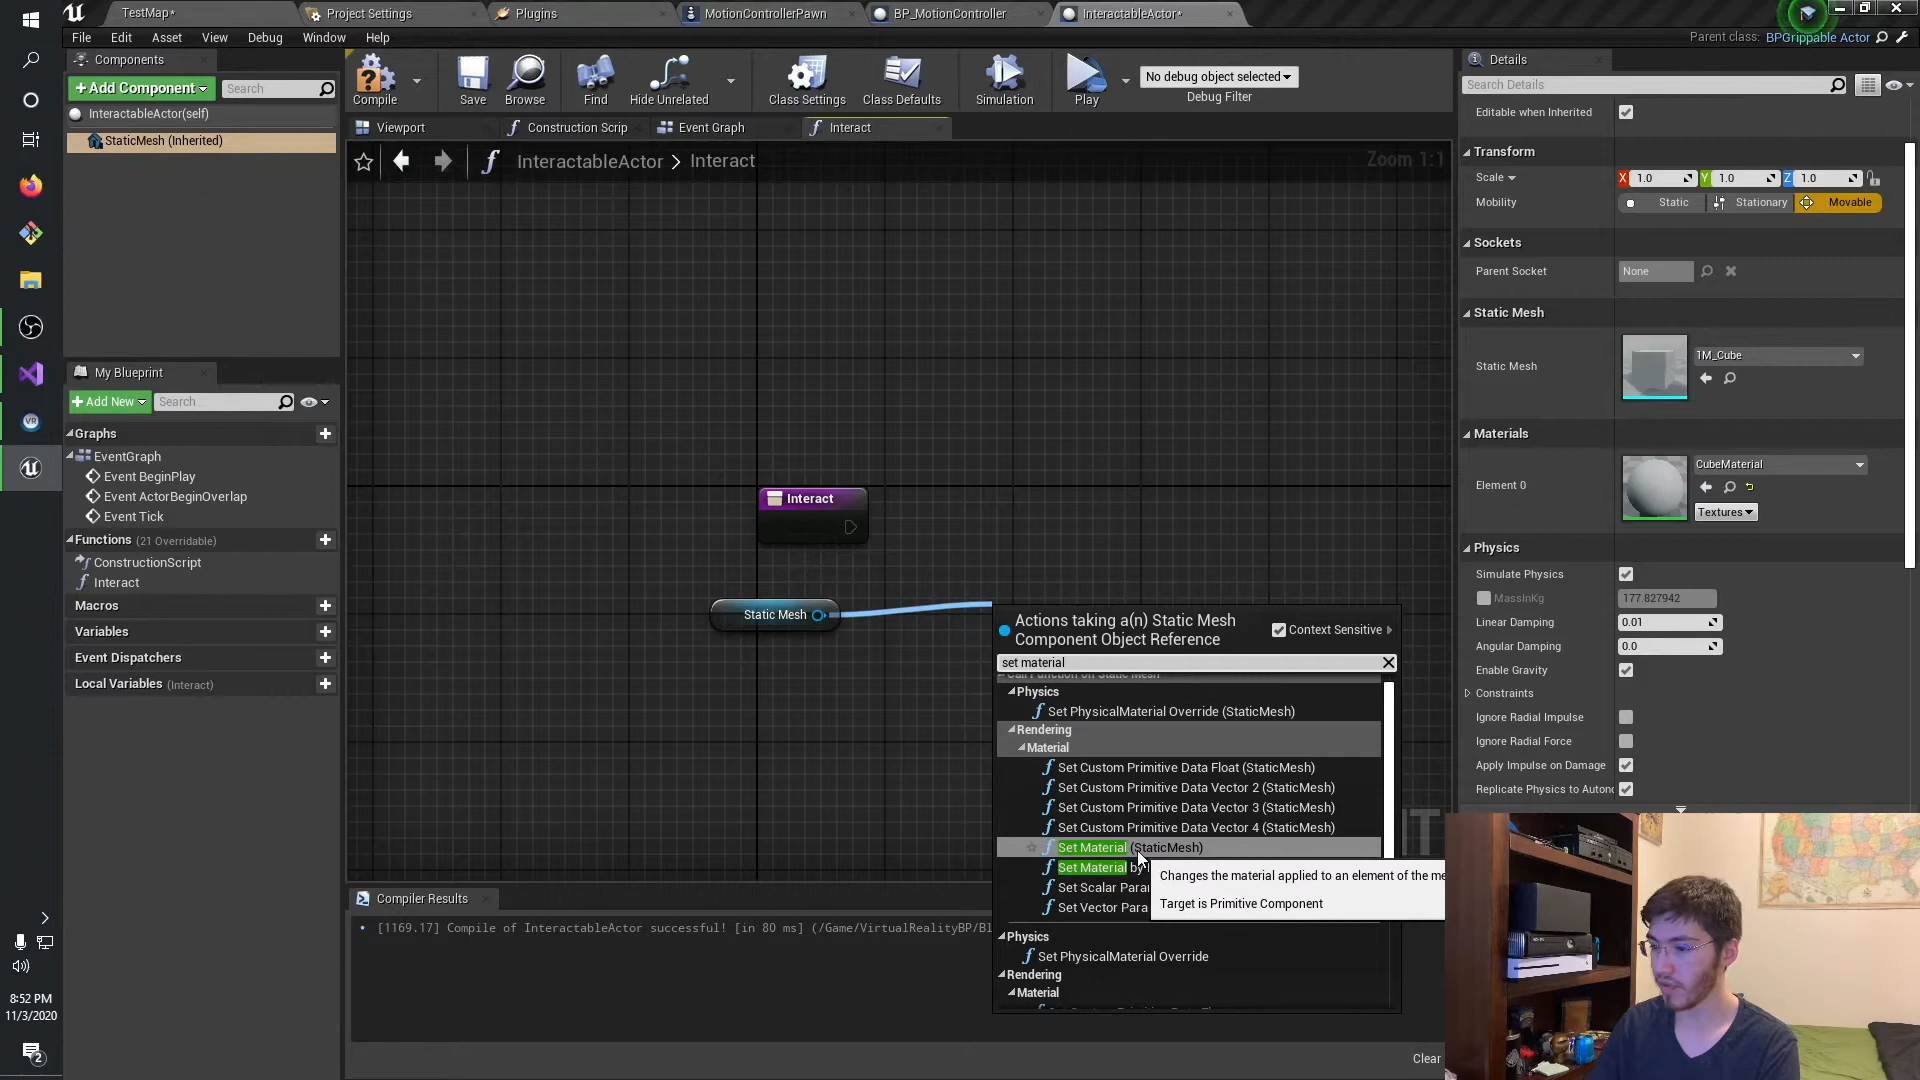 TestMap*
Project Settings
Plugins
MotionControllerPawn
BP_MotionController
InteractableActor*
File Edit Asset View Debug Window Help
Parent class: BPGrippable Actor
Components
+Add Component
Search
InteractableActor(self)
StaticMesh (Inherited)
Compile
Save
Browse
Find
Hide Unrelated
Class Settings
Class Defaults
Simulation
Play
No debug object selected
Debug Filter
Viewport
Construction Scrip
Event Graph
Interact
InteractableActor > Interact
Zoom 1:1
My Blueprint
+Add New
Search
Graphs
EventGraph
Event BeginPlay
Event ActorBeginOverlap
Event Tick
Functions (21 Overridable)
ConstructionScript
Interact
Macros
Variables
Event Dispatchers
Local Variables (Interact)
Interact
Static Mesh
Actions taking a(n) Static Mesh
Component Object Reference
Context Sensitive
set material
Call Function on Static Mesh
Physics
Set PhysicalMaterial Override (StaticMesh)
Rendering
Material
Set Custom Primitive Data Float (StaticMesh)
Set Custom Primitive Data Vector 2 (StaticMesh)
Set Custom Primitive Data Vector 3 (StaticMesh)
Set Custom Primitive Data Vector 4 (StaticMesh)
Set Material (StaticMesh)
Set Material by
Set Scalar Parar
Set Vector Para
Changes the material applied to an element of the me
Target is Primitive Component
Physics
Set PhysicalMaterial Override
Rendering
Material
Compiler Results
[1169.17] Compile of InteractableActor successful! [in 80 ms] (/Game/VirtualRealityBP/Bl
Clear
Details
Search Details
Editable when Inherited
Transform
Scale
X 1.0 Y 1.0 Z 1.0
Mobility
Static Stationary Movable
Sockets
Parent Socket
None
Static Mesh
Static Mesh
1M_Cube
Materials
Element 0
CubeMaterial
Textures
Physics
Simulate Physics
MassInKg
177.827942
Linear Damping
0.01
Angular Damping
0.0
Enable Gravity
Constraints
Ignore Radial Impulse
Ignore Radial Force
Apply Impulse on Damage
Replicate Physics to Autono
8:52 PM
11/3/2020
2